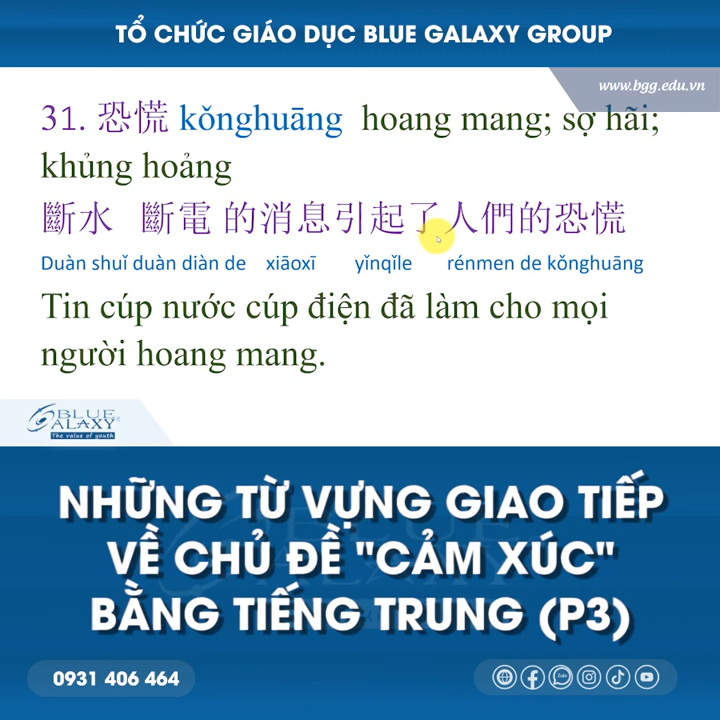 TỔ CHỨC GIÁO DỤC BLUE GALAXY GROUP
www.bgg.edu.vn
31. 恐慌 kǒnghuāng hoang mang; sợ hãi;
khủng hoảng
斷水 斷電 的消息引起了人們的恐慌
Duàn shuǐ duàn diàn de xiāoxī yǐnqǐle rénmen de kǒnghuāng
Tin cúp nước cúp điện đã làm cho mọi
người hoang mang.
BLUE
GALAXY
The value of youth
NHỮNG TỪ VỰNG GIAO TIẾP
VỀ CHỦ ĐỀ "CẢM XÚC"
BẰNG TIẾNG TRUNG (P3)
0931 406 464